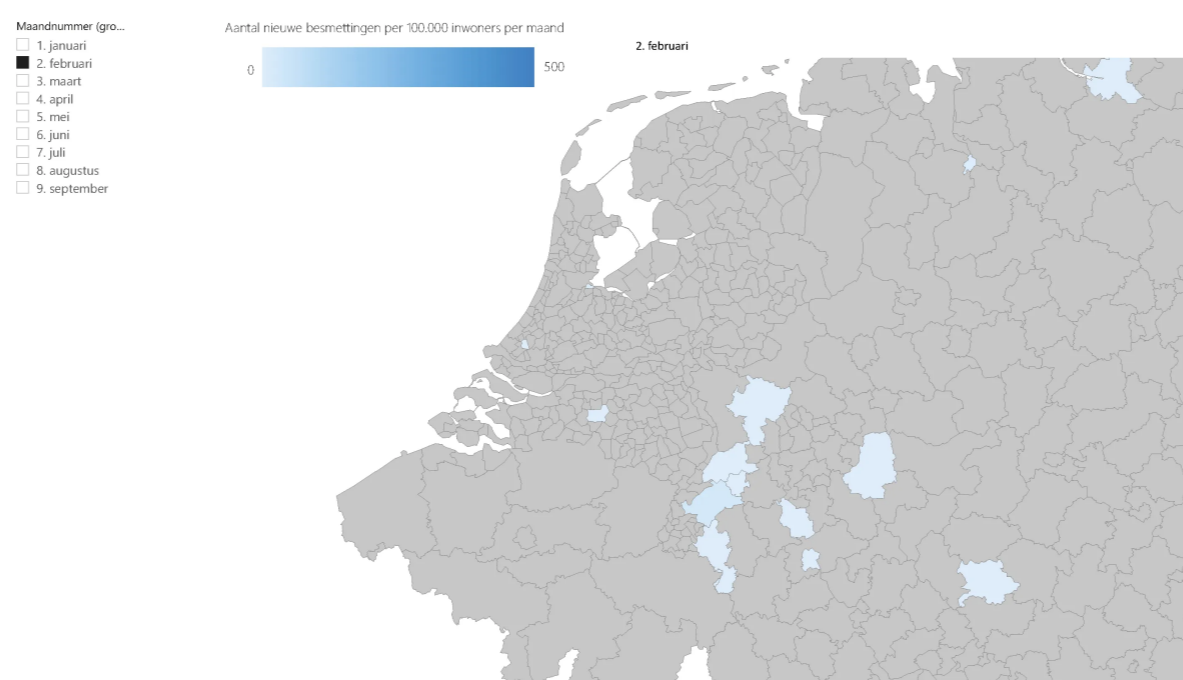 Maandnummer (gro...
1. januari
2. februari
3. maart
4. april
5. mei
6. juni
7. juli
8. augustus
9. september
Aantal nieuwe besmettingen per 100.000 inwoners per maand
0
500
2. februari